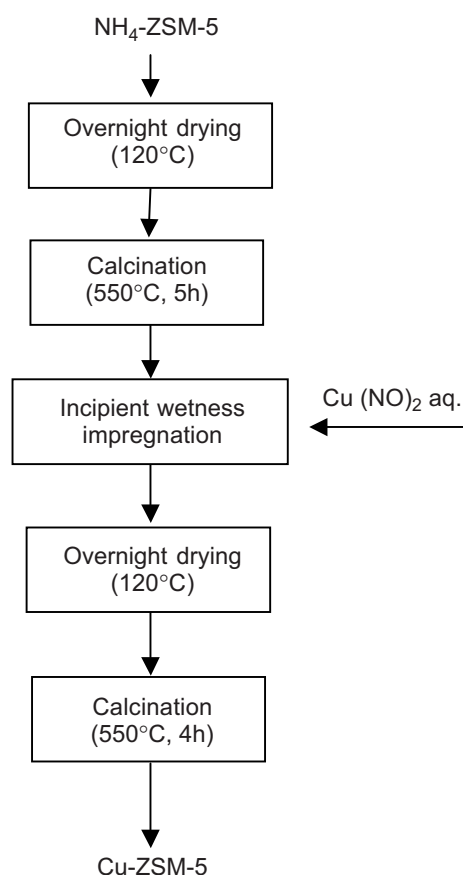 NH₄-ZSM-5
Overnight drying
(120°C)
Calcination
(550°C, 5h)
Incipient wetness
impregnation
Cu (NO)₂ aq.
Overnight drying
(120°C)
Calcination
(550°C, 4h)
Cu-ZSM-5